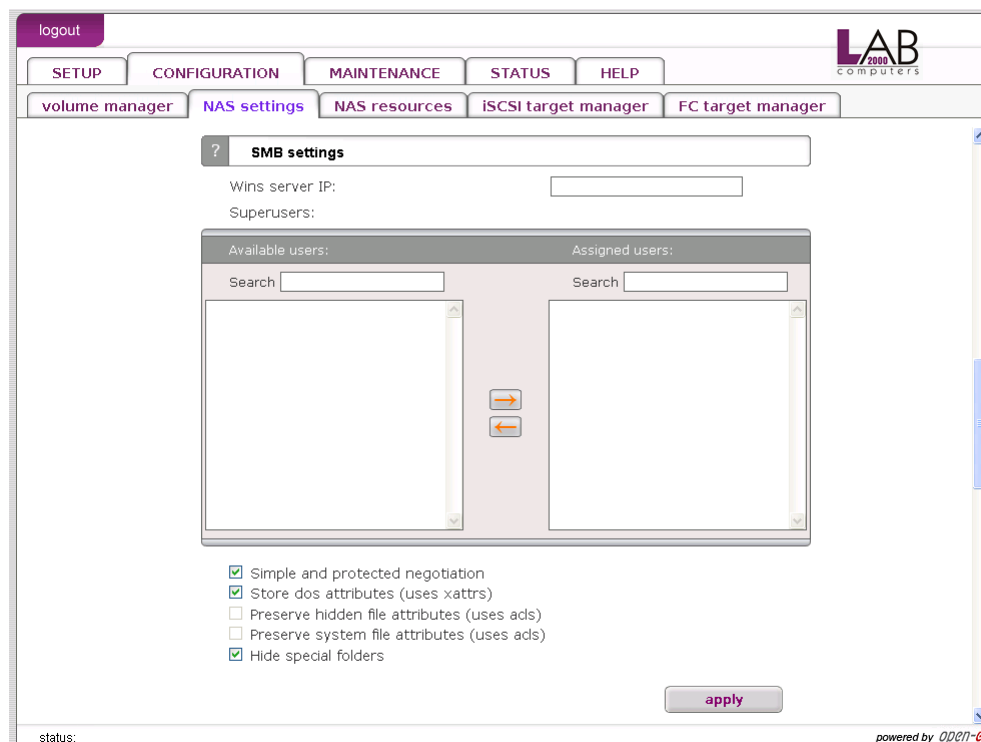 logout
LAB
2000
computers
SETUP CONFIGURATION MAINTENANCE STATUS HELP
volume manager NAS settings NAS resources iSCSI target manager FC target manager
? SMB settings
Wins server IP:
Superusers:
Available users: Assigned users:
Search Search
Simple and protected negotiation
Store dos attributes (uses xattrs)
Preserve hidden file attributes (uses acls)
Preserve system file attributes (uses acls)
Hide special folders
apply
status: powered by open-